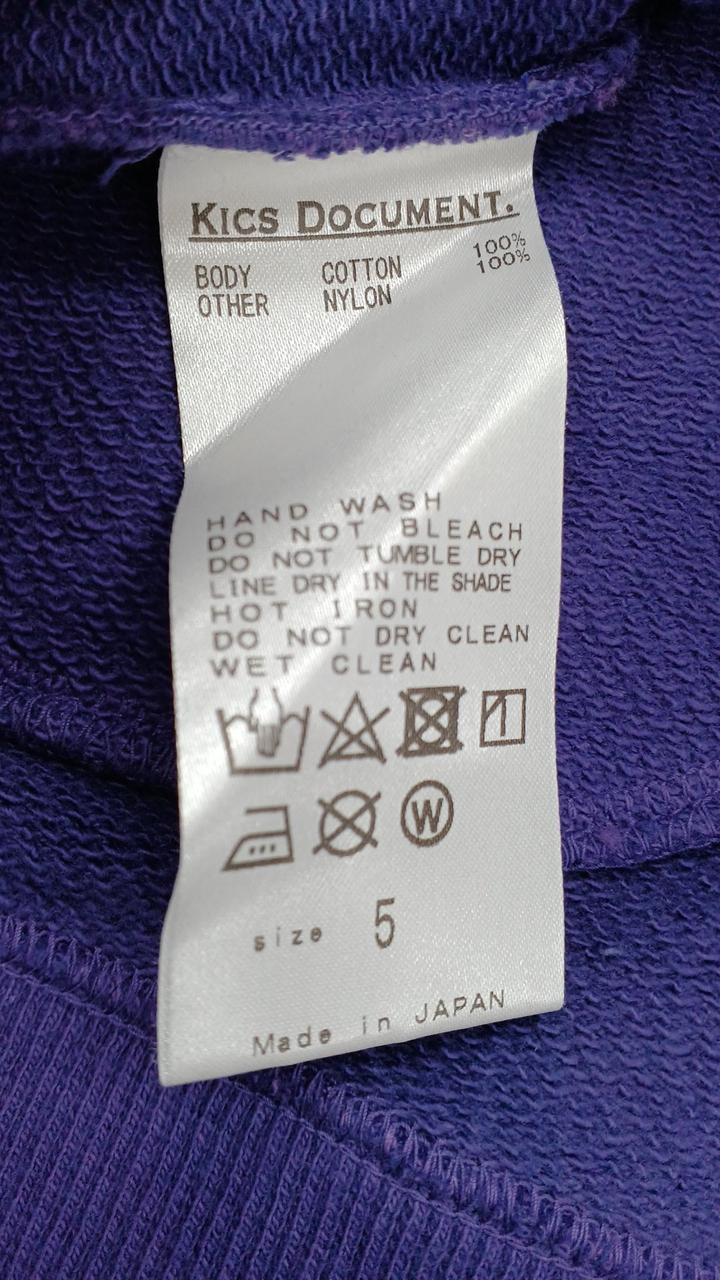 KICS DOCUMENT.
BODY COTTON 100%
OTHER NYLON 100%
HAND WASH
DO NOT BLEACH
DO NOT TUMBLE DRY
LINE DRY IN THE SHADE
HOT IRON
DO NOT DRY CLEAN
WET CLEAN
W
size 5
Made in JAPAN